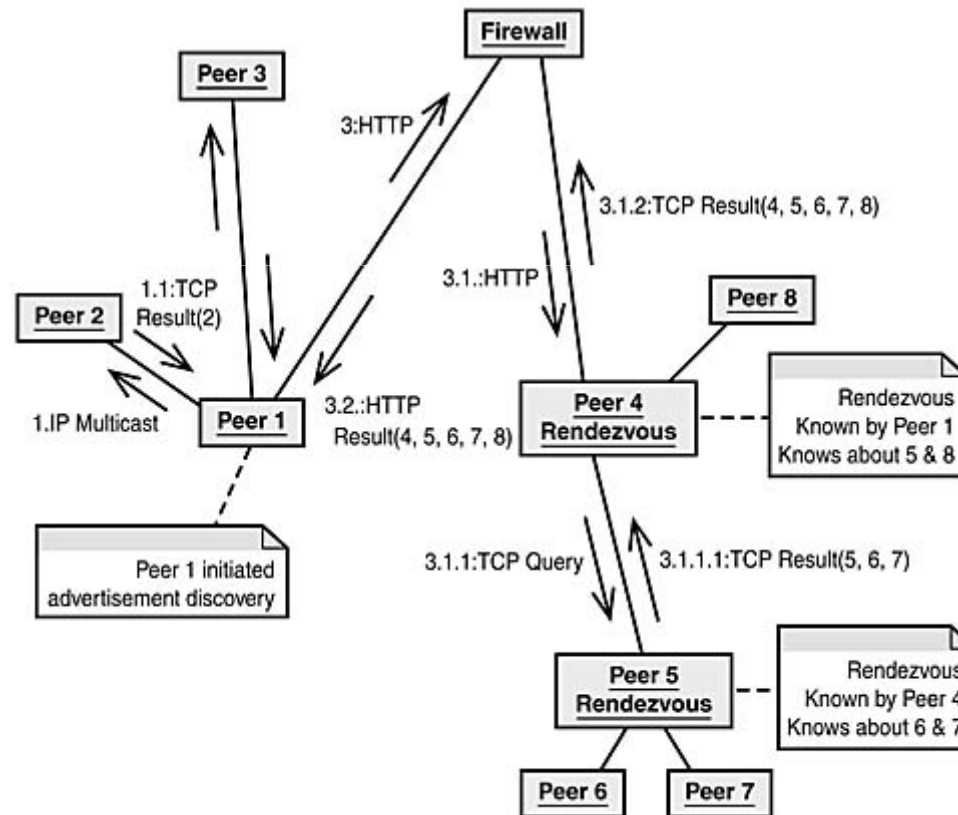 Firewall
Peer 3
3:HTTP
3.1.2:TCP Result(4, 5, 6, 7, 8)
3.1.:HTTP
1.1:TCP
Result(2)
Peer 2
Peer 8
1.IP Multicast
Peer 1
3.2.:HTTP
Result(4, 5, 6, 7, 8)
Peer 4
Rendezvous
Rendezvous
Known by Peer 1
Knows about 5 & 8
Peer 1 initiated
advertisement discovery
3.1.1:TCP Query
3.1.1.1:TCP Result(5, 6, 7)
Peer 5
Rendezvous
Rendezvous
Known by Peer 4
Knows about 6 & 7
Peer 6
Peer 7